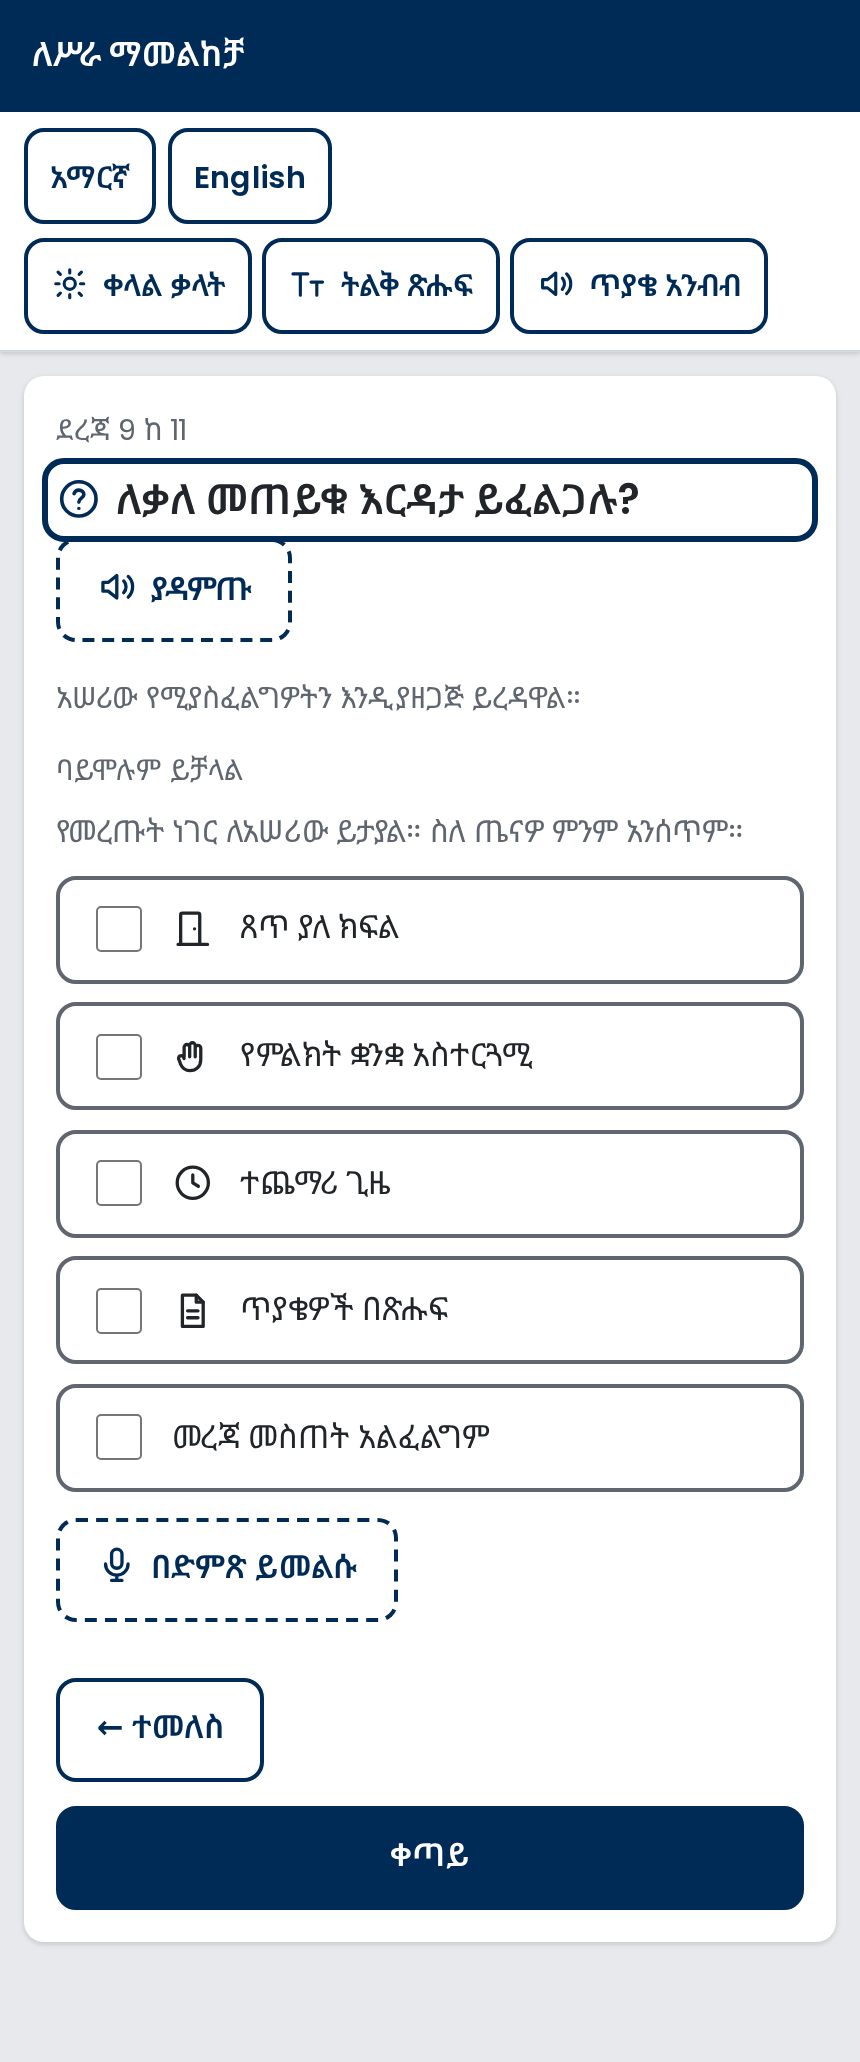 ለሥራ ማመልከቻ
አማርኛ English
ቀላል ቃላት ትልቅ ጽሑፍ ጥያቄ አንብብ
ደረጃ 9 ከ 11
ለቃለ መጠይቁ እርዳታ ይፈልጋሉ?
ያዳምጡ
አሠሪው የሚያስፈልግዎትን እንዲያዘጋጅ ይረዳዋል።
ባይሞሉም ይቻላል
የመረጡት ነገር ለአሠሪው ይታያል። ስለ ጤናዎ ምንም አንሰጥም።
ጸጥ ያለ ክፍል
የምልክት ቋንቋ አስተርጓሚ
ተጨማሪ ጊዜ
ጥያቄዎች በጽሑፍ
መረጃ መስጠት አልፈልግም
በድምጽ ይመልሱ
← ተመለስ
ቀጣይ